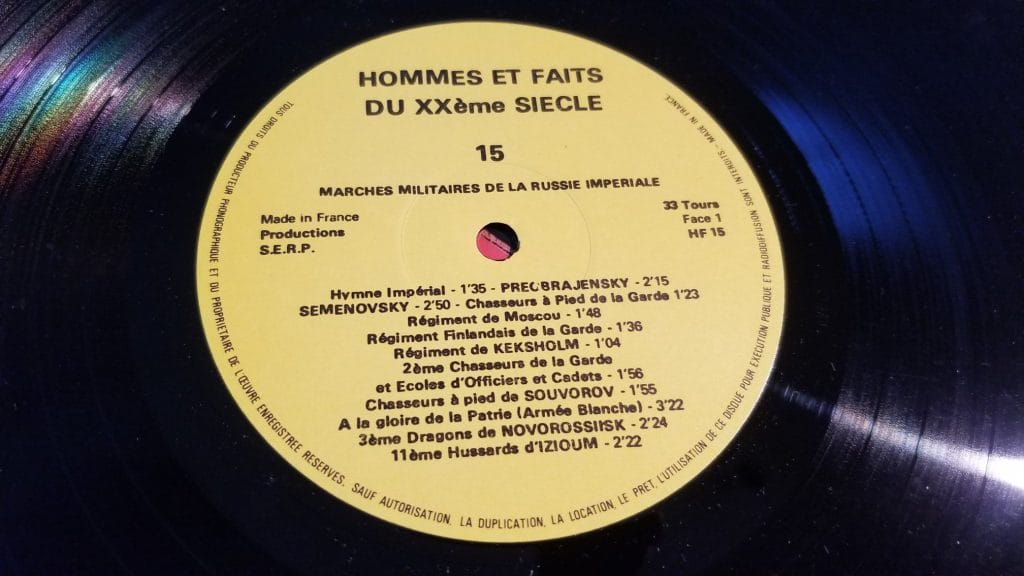 HOMMES ET FAITS
DU XXème SIECLE
15
MARCHES MILITAIRES DE LA RUSSIE IMPERIALE
Made in France
Productions
S.E.R.P.
33 Tours
Face 1
HF 15
Hymne Impérial - 1'35 - PREOBRAJENSKY - 2'15
SEMENOVSKY - 2'50 - Chasseurs à Pied de la Garde 1'23
Régiment de Moscou - 1'48
Régiment Finlandais de la Garde - 1'36
Régiment de KEKSHOLM - 1'04
2ème Chasseurs de la Garde
et Ecoles d'Officiers et Cadets - 1'56
Chasseurs à pied de SOUVOROV - 1'55
A la gloire de la Patrie (Armée Blanche) - 3'22
3ème Dragons de NOVOROSSIISK - 2'24
11ème Hussards d'IZIOUM - 2'22
TOUS DROITS DU PRODUCTEUR PHONOGRAPHIQUE ET DU PROPRIETAIRE DE L'ŒUVRE ENREGISTREE RESERVES. SAUF AUTORISATION, LA DUPLICATION, LA LOCATION, LE PRET, L'UTILISATION DE CE DISQUE POUR EXECUTION PUBLIQUE ET RADIODIFFUSION SONT INTERDITS - MADE IN FRANCE.